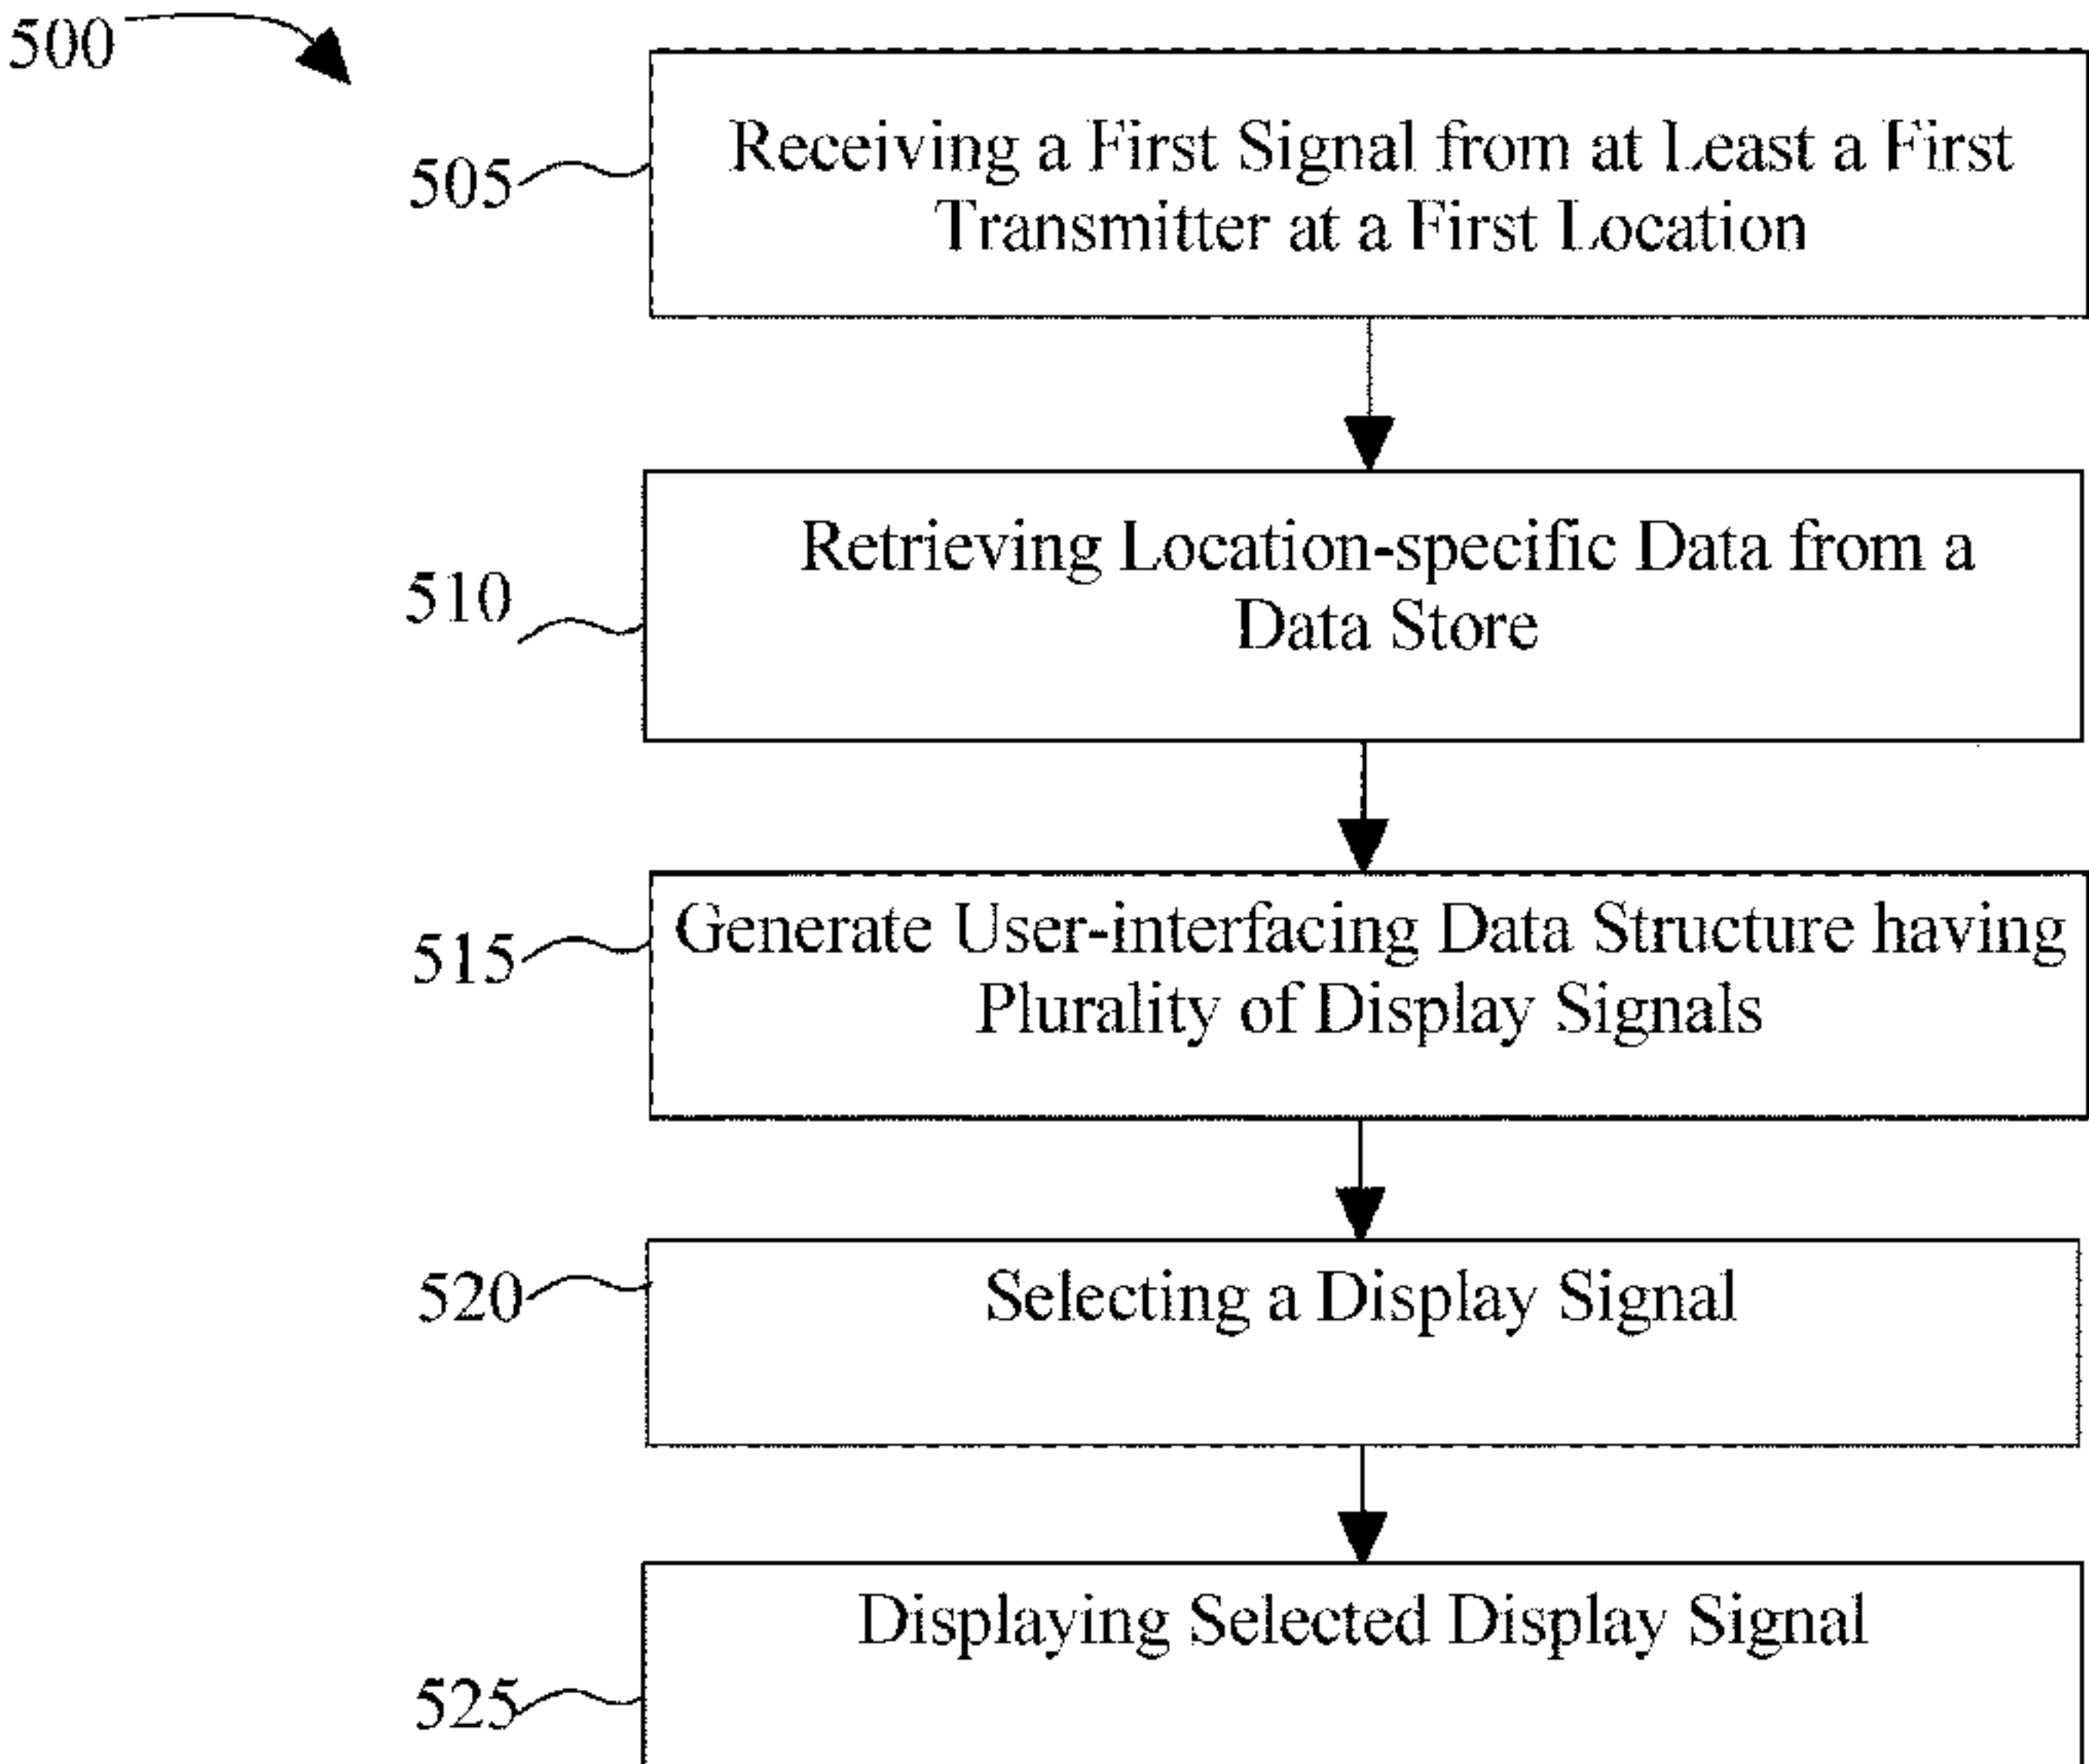 500
505
Receiving a First Signal from at Least a First
Transmitter at a First Location
510
Retrieving Location-specific Data from a
Data Store
515
Generate User-interfacing Data Structure having
Plurality of Display Signals
520
Selecting a Display Signal
525
Displaying Selected Display Signal